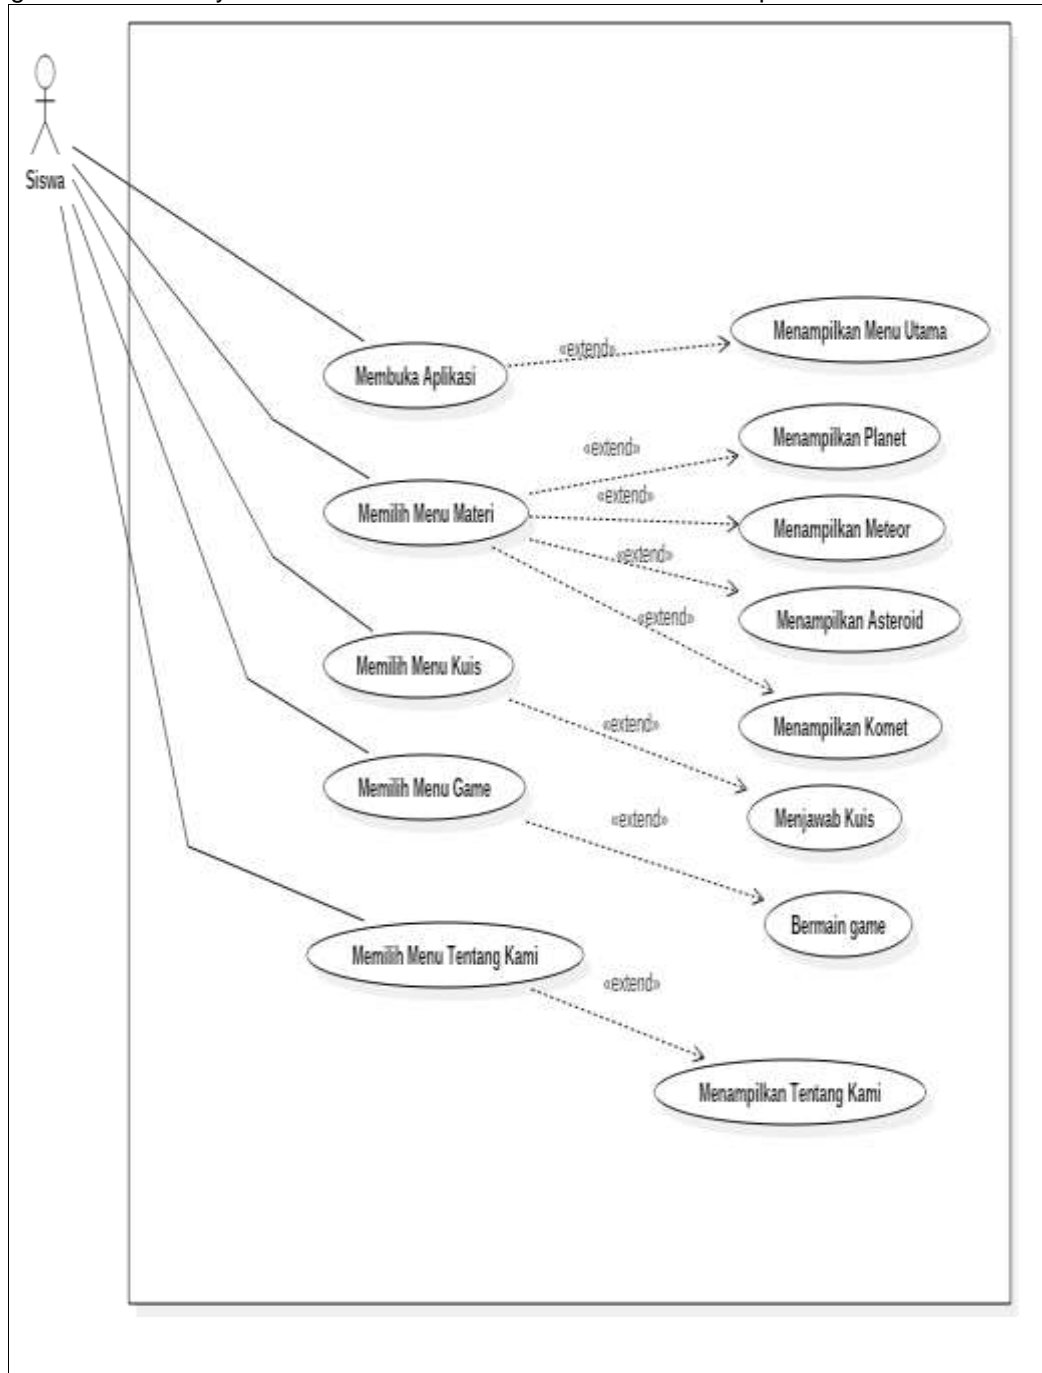 Siswa
Membuka Aplikasi
«extend»
Menampilkan Menu Utama
Memilih Menu Materi
«extend»
Menampilkan Planet
«extend»
Menampilkan Meteor
«extend»
Menampilkan Asteroid
«extend»
Menampilkan Komet
Memilih Menu Kuis
«extend»
Menjawab Kuis
Memilih Menu Game
«extend»
Bermain game
Memilih Menu Tentang Kami
«extend»
Menampilkan Tentang Kami